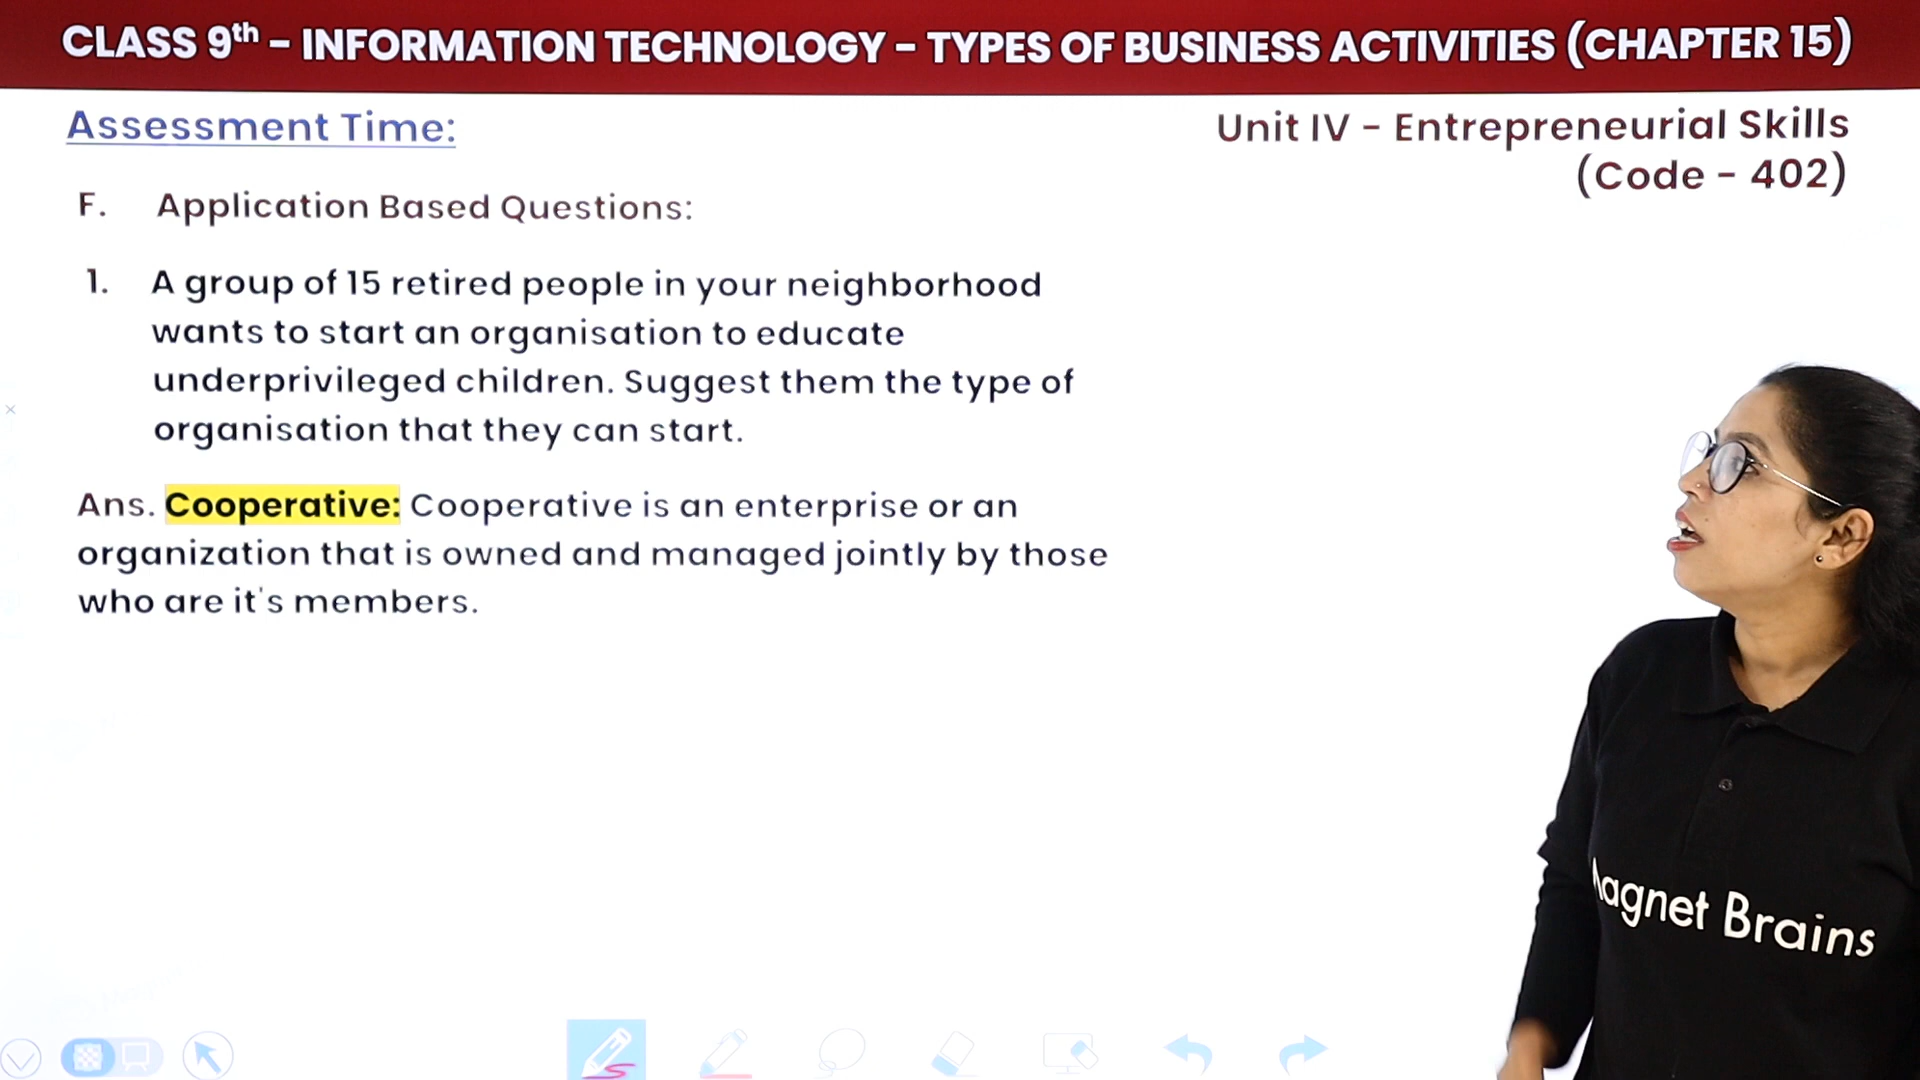 CLASS 9th - INFORMATION TECHNOLOGY - TYPES OF BUSINESS ACTIVITIES (CHAPTER 15)
Assessment Time:
Unit IV - Entrepreneurial Skills
(Code - 402)
F. Application Based Questions:
1. A group of 15 retired people in your neighborhood
wants to start an organisation to educate
underprivileged children. Suggest them the type of
organisation that they can start.
Ans. Cooperative: Cooperative is an enterprise or an
organization that is owned and managed jointly by those
who are it's members.
agnet Brains